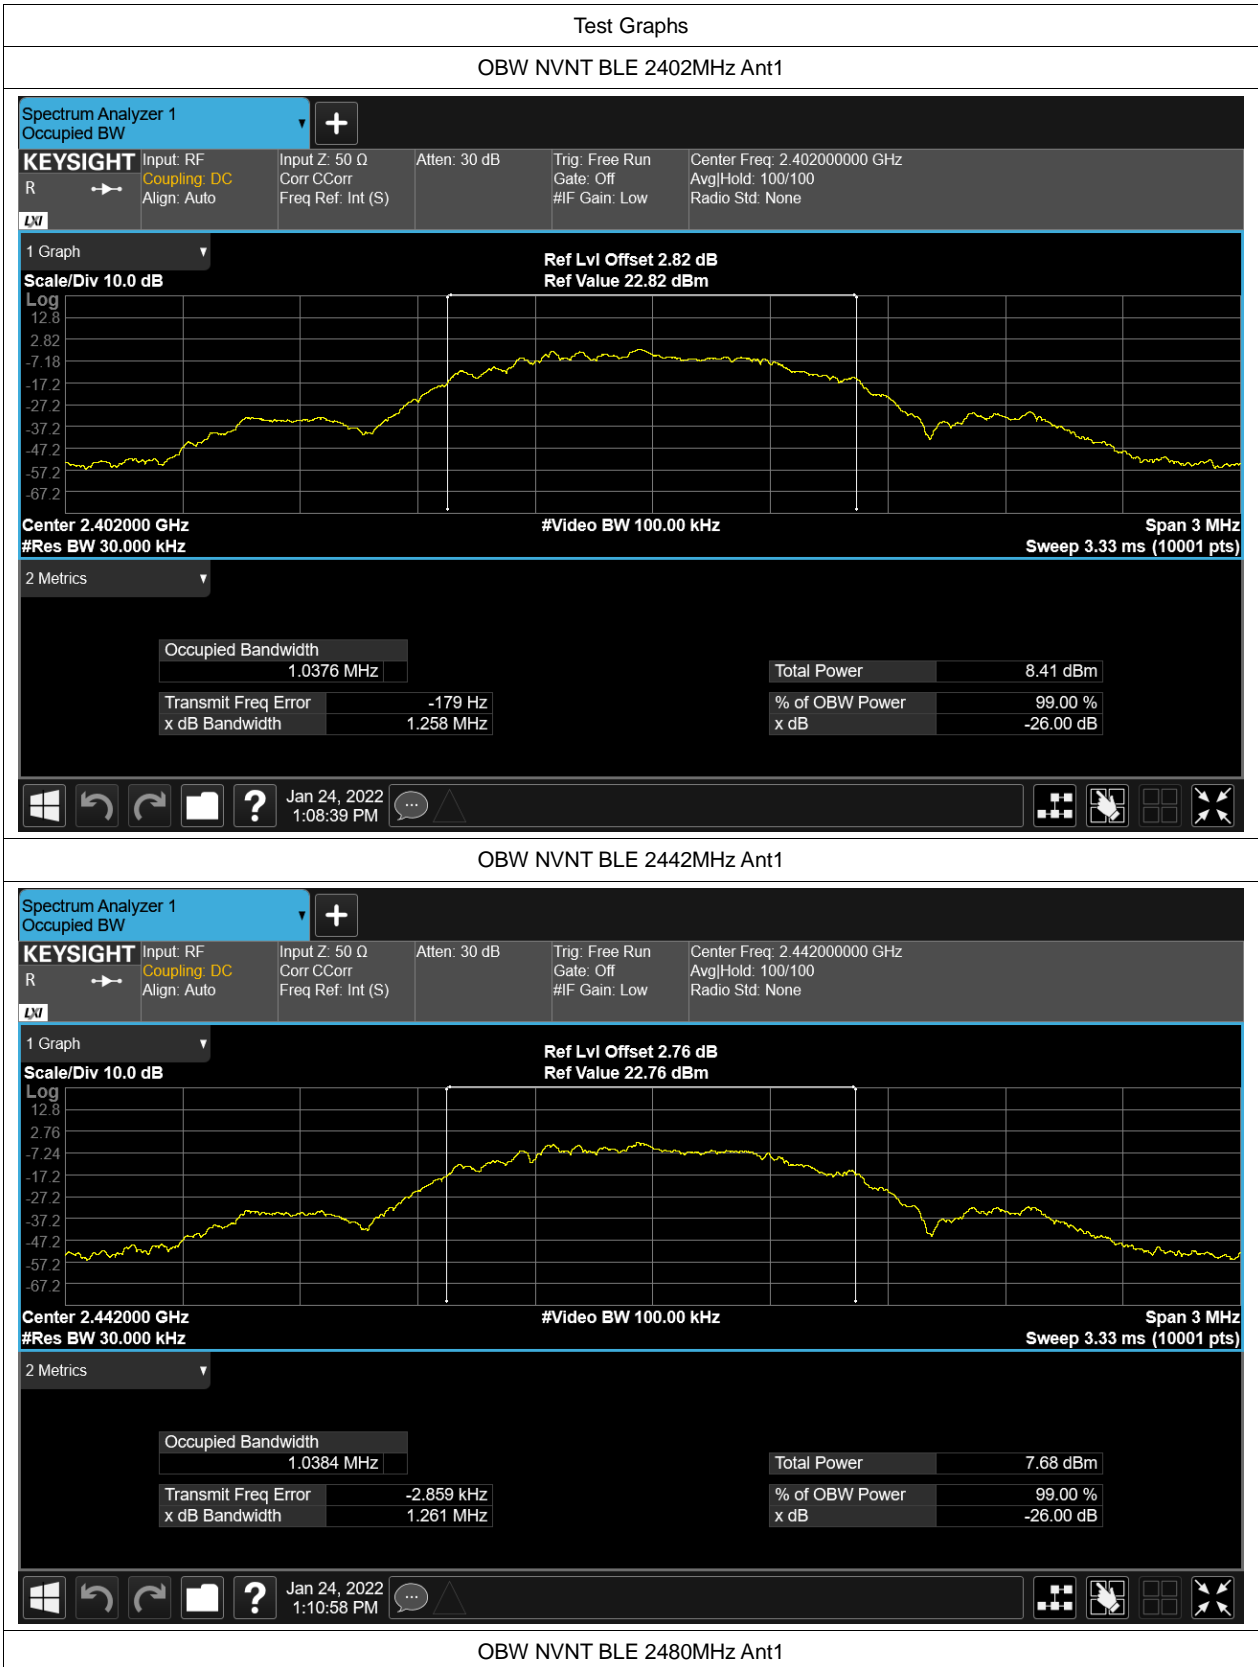 Test Graphs
OBW NVNT BLE 2402MHz Ant1
Spectrum Analyzer 1
Occupied BW
KEYSIGHT Input: RF Input Z: 50 Ω Atten: 30 dB Trig: Free Run Center Freq: 2.402000000 GHz
R Coupling: DC Corr CCorr Gate: Off Avg|Hold: 100/100
Align: Auto Freq Ref: Int (S) #IF Gain: Low Radio Std: None
LXI
1 Graph
Ref Lvl Offset 2.82 dB
Scale/Div 10.0 dB Ref Value 22.82 dBm
Log
12.8
2.82
-7.18
-17.2
-27.2
-37.2
-47.2
-57.2
-67.2
Center 2.402000 GHz #Video BW 100.00 kHz Span 3 MHz
#Res BW 30.000 kHz Sweep 3.33 ms (10001 pts)
2 Metrics
Occupied Bandwidth
1.0376 MHz Total Power 8.41 dBm
Transmit Freq Error -179 Hz % of OBW Power 99.00 %
x dB Bandwidth 1.258 MHz x dB -26.00 dB
? Jan 24, 2022
1:08:39 PM
OBW NVNT BLE 2442MHz Ant1
Spectrum Analyzer 1
Occupied BW
KEYSIGHT Input: RF Input Z: 50 Ω Atten: 30 dB Trig: Free Run Center Freq: 2.442000000 GHz
R Coupling: DC Corr CCorr Gate: Off Avg|Hold: 100/100
Align: Auto Freq Ref: Int (S) #IF Gain: Low Radio Std: None
LXI
1 Graph
Ref Lvl Offset 2.76 dB
Scale/Div 10.0 dB Ref Value 22.76 dBm
Log
12.8
2.76
-7.24
-17.2
-27.2
-37.2
-47.2
-57.2
-67.2
Center 2.442000 GHz #Video BW 100.00 kHz Span 3 MHz
#Res BW 30.000 kHz Sweep 3.33 ms (10001 pts)
2 Metrics
Occupied Bandwidth
1.0384 MHz Total Power 7.68 dBm
Transmit Freq Error -2.859 kHz % of OBW Power 99.00 %
x dB Bandwidth 1.261 MHz x dB -26.00 dB
? Jan 24, 2022
1:10:58 PM
OBW NVNT BLE 2480MHz Ant1